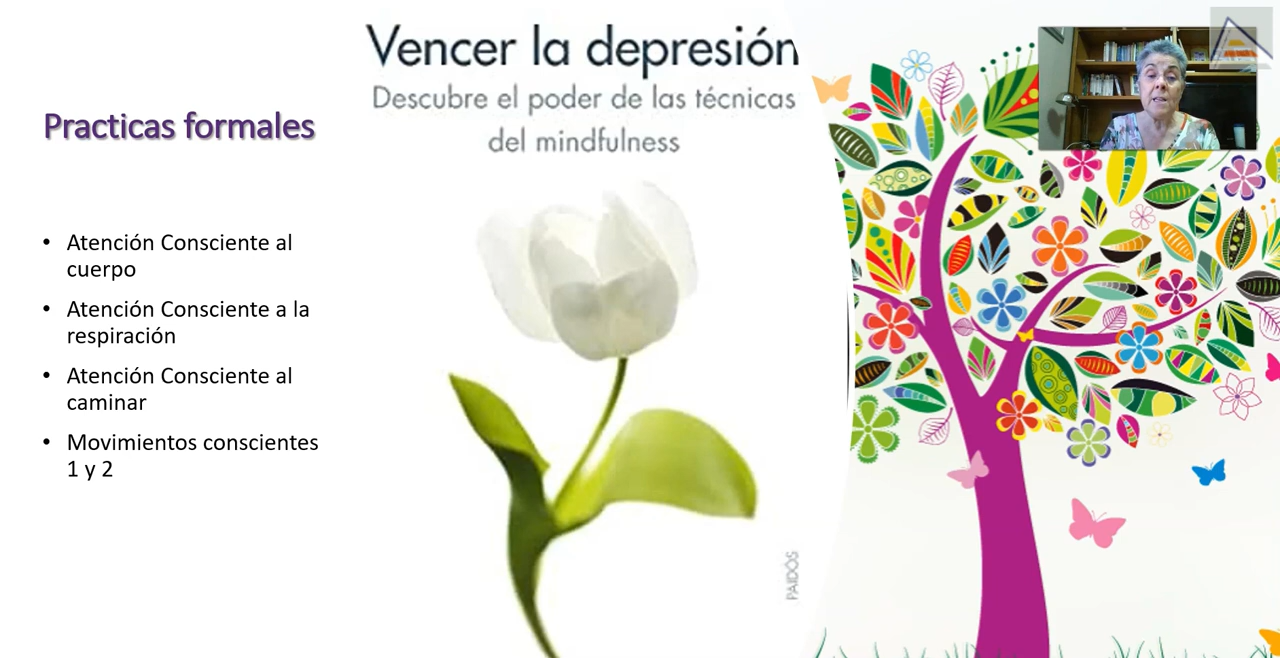 Practicas formales
• Atención Consciente al
cuerpo
• Atención Consciente a la
respiración
• Atención Consciente al
caminar
• Movimientos conscientes
1 y 2
Vencer la depresión
Descubre el poder de las técnicas
del mindfulness
PAIDÓS